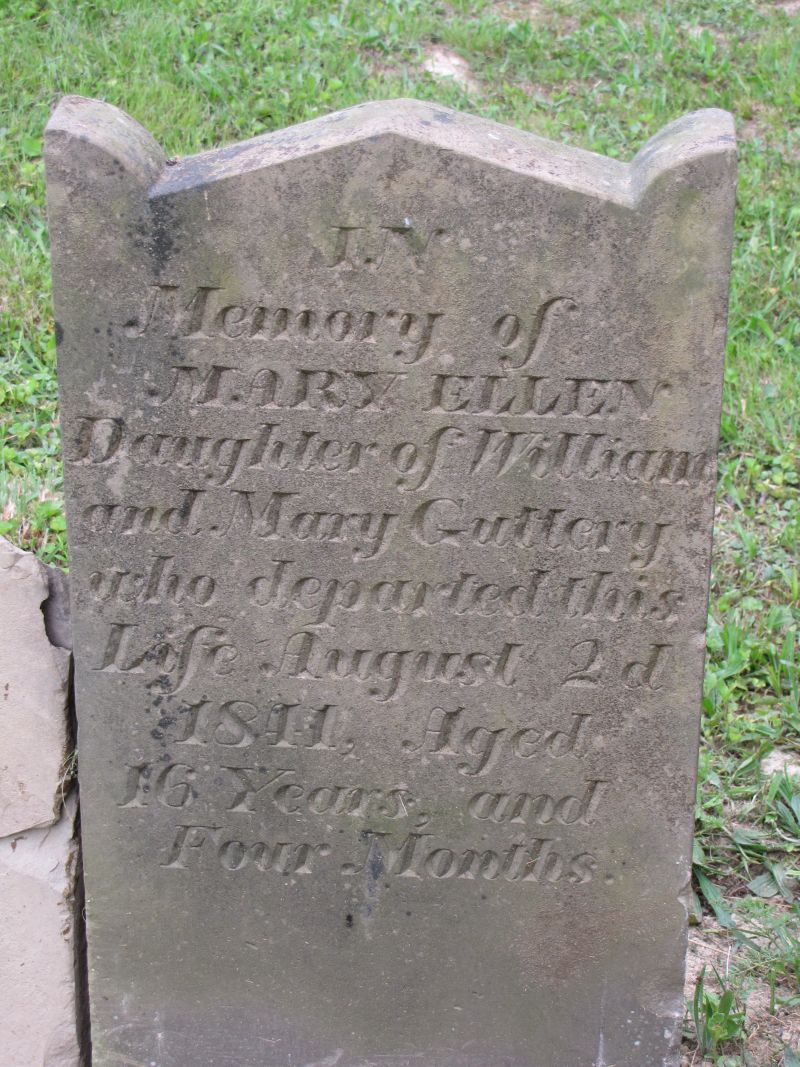 IN
Memory of
MARY ELLEN
Daughter of William
and Mary Guttery
who departed this
Life August 2d
1841, Aged
16 Years, and
Four Months.